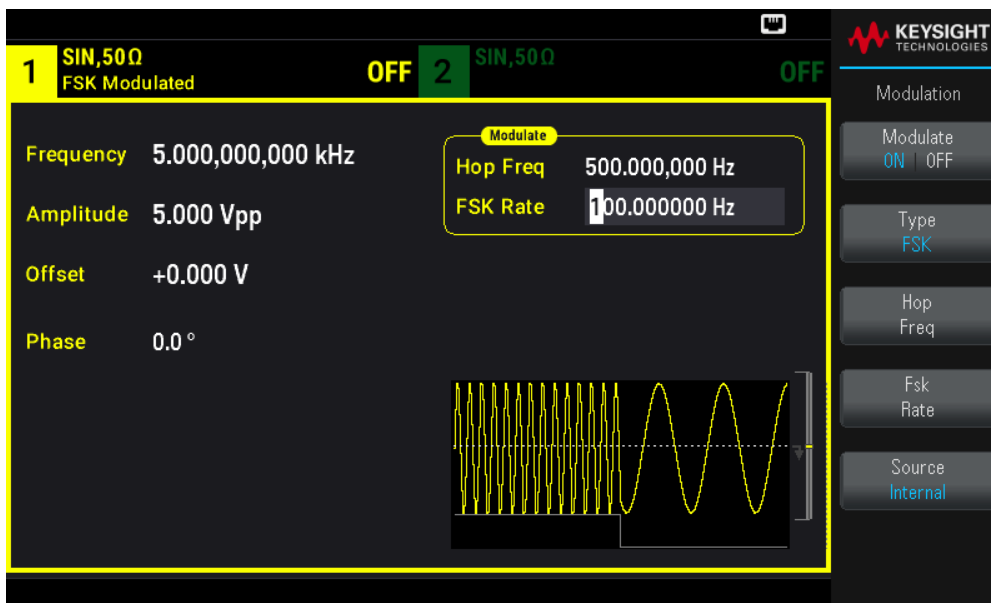 1
SIN,50Ω
FSK Modulated
OFF
2
SIN,50Ω
OFF
Frequency 5.000,000,000 kHz
Amplitude 5.000 Vpp
Offset +0.000 V
Phase 0.0 °
Modulate
Hop Freq 500.000,000 Hz
FSK Rate 100.000000 Hz
KEYSIGHT
TECHNOLOGIES
Modulation
Modulate
ON | OFF
Type
FSK
Hop
Freq
Fsk
Rate
Source
Internal